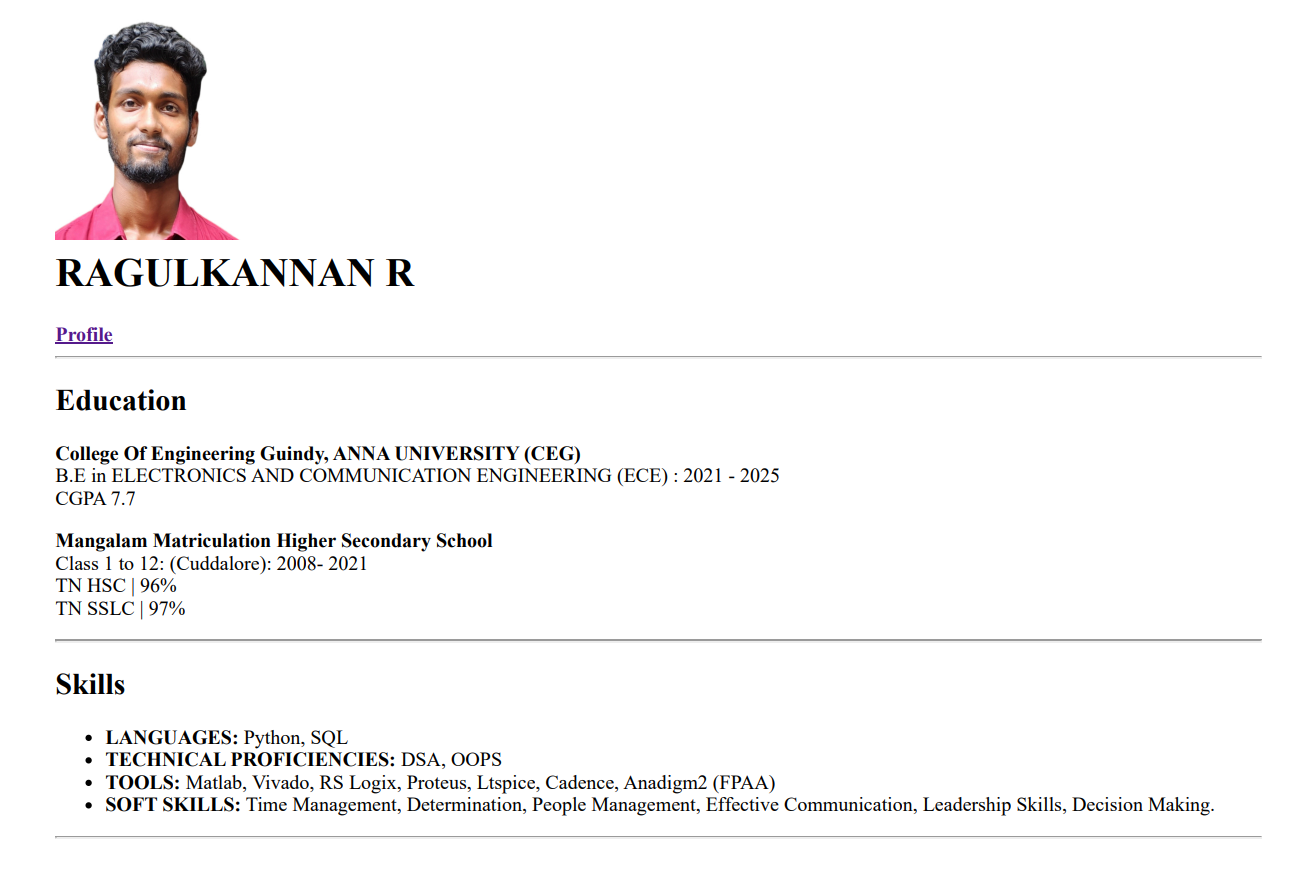 RAGULKANNAN R
Profile
Education
College Of Engineering Guindy, ANNA UNIVERSITY (CEG)
B.E in ELECTRONICS AND COMMUNICATION ENGINEERING (ECE) : 2021 - 2025
CGPA 7.7
Mangalam Matriculation Higher Secondary School
Class 1 to 12: (Cuddalore): 2008- 2021
TN HSC | 96%
TN SSLC | 97%
Skills
• LANGUAGES: Python, SQL
• TECHNICAL PROFICIENCIES: DSA, OOPS
• TOOLS: Matlab, Vivado, RS Logix, Proteus, Ltspice, Cadence, Anadigm2 (FPAA)
• SOFT SKILLS: Time Management, Determination, People Management, Effective Communication, Leadership Skills, Decision Making.